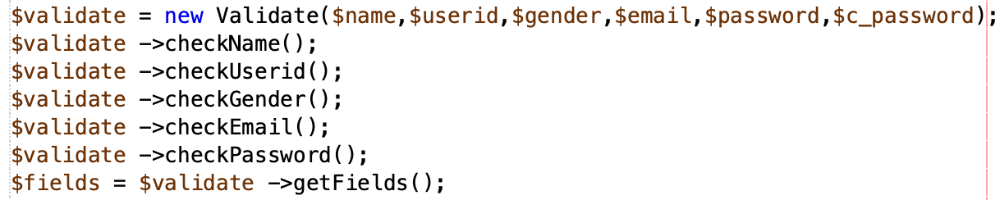 $validate = new Validate($name,$userid,$gender,$email,$password,$c_password);
$validate ->checkName();
$validate ->checkUserid();
$validate ->checkGender();
$validate ->checkEmail();
$validate ->checkPassword();
$fields = $validate ->getFields();